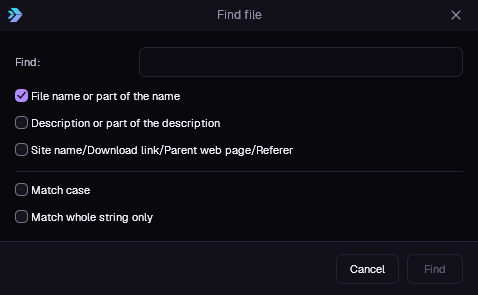 Find file
Find:
File name or part of the name
Description or part of the description
Site name/Download link/Parent web page/Referer
Match case
Match whole string only
Cancel Find